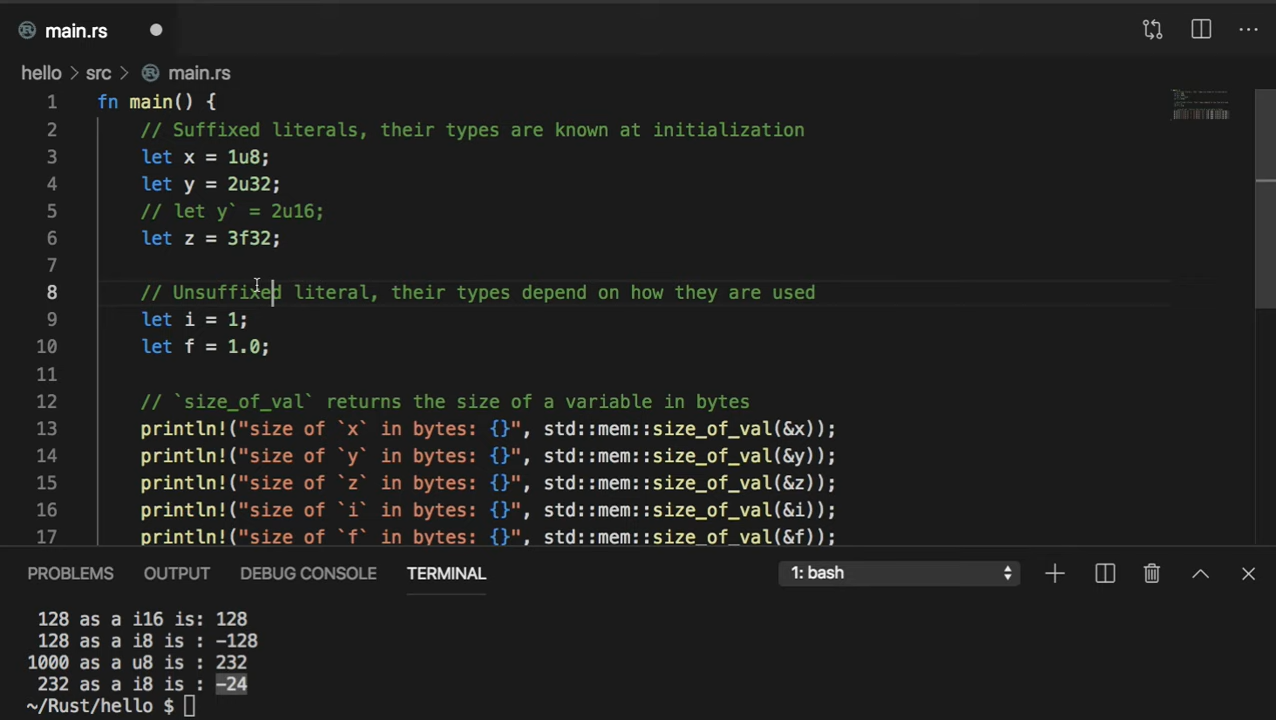 main.rs
hello > src > main.rs
1 fn main() {
2 // Suffixed literals, their types are known at initialization
3 let x = 1u8;
4 let y = 2u32;
5 // let y` = 2u16;
6 let z = 3f32;
7
8 // Unsuffixed literal, their types depend on how they are used
9 let i = 1;
10 let f = 1.0;
11
12 // `size_of_val` returns the size of a variable in bytes
13 println!("size of `x` in bytes: {}", std::mem::size_of_val(&x));
14 println!("size of `y` in bytes: {}", std::mem::size_of_val(&y));
15 println!("size of `z` in bytes: {}", std::mem::size_of_val(&z));
16 println!("size of `i` in bytes: {}", std::mem::size_of_val(&i));
17 println!("size of `f` in bytes: {}", std::mem::size_of_val(&f));
PROBLEMS OUTPUT DEBUG CONSOLE TERMINAL 1: bash
128 as a i16 is: 128
128 as a i8 is : -128
1000 as a u8 is : 232
232 as a i8 is : -24
~/Rust/hello $